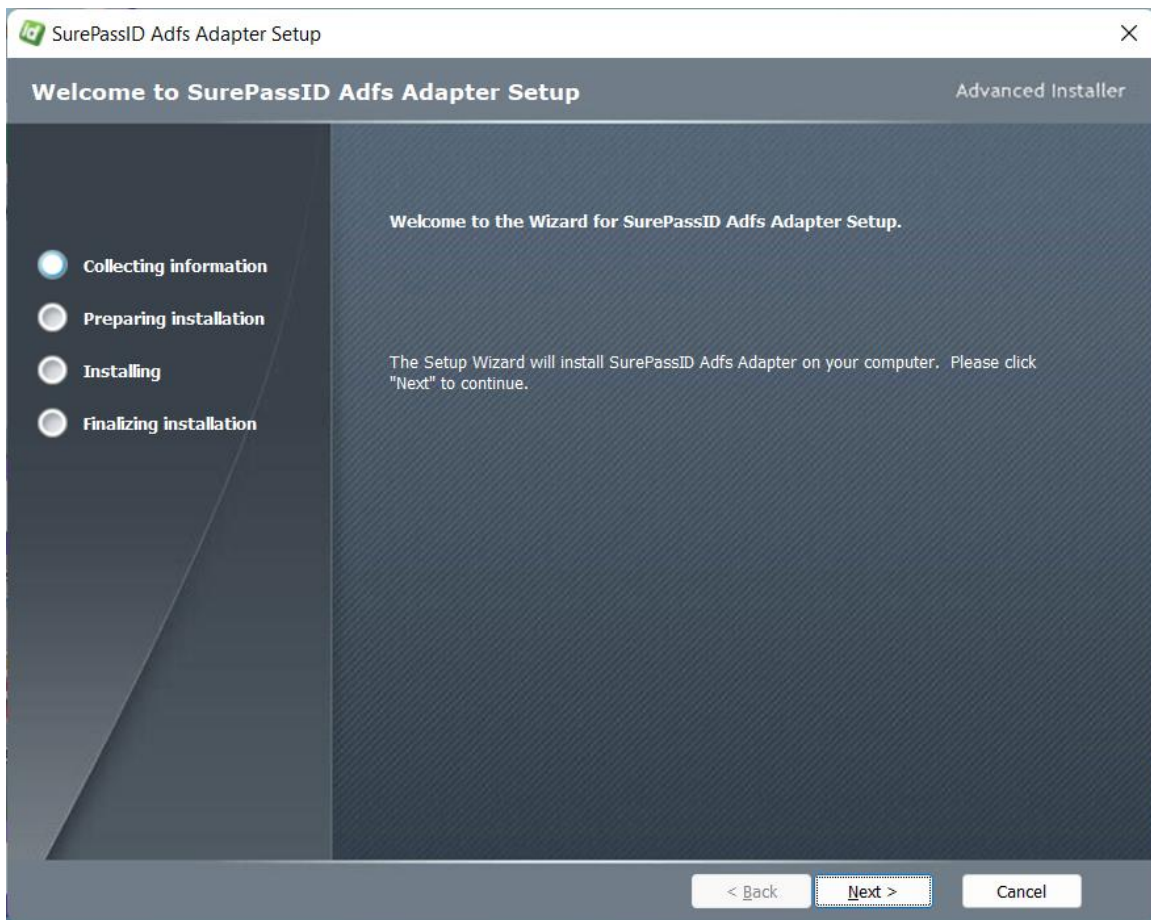 SurePassID Adfs Adapter Setup
Welcome to SurePassID Adfs Adapter Setup
Advanced Installer
Collecting information
Preparing installation
Installing
Finalizing installation
Welcome to the Wizard for SurePassID Adfs Adapter Setup.
The Setup Wizard will install SurePassID Adfs Adapter on your computer.  Please click
"Next" to continue.
< Back
Next >
Cancel